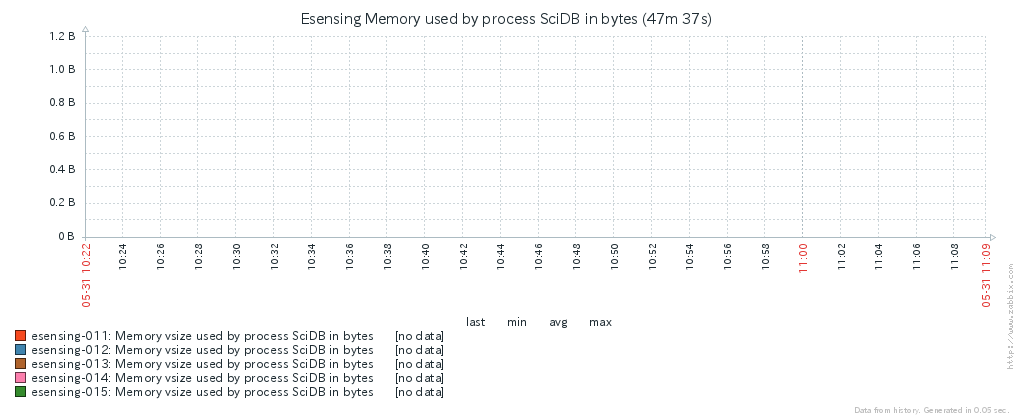 Esensing Memory used by process SciDB in bytes (47m 37s)
1.2 B
1.0 B
0.8 B
0.6 B
0.4 B
0.2 B
0 B
05-31 10:22 10:24 10:26 10:28 10:30 10:32 10:34 10:36 10:38 10:40 10:42 10:44 10:46 10:48 10:50 10:52 10:54 10:56 10:58 11:00 11:02 11:04 11:06 11:08 05-31 11:09
last min avg max
esensing-011: Memory vsize used by process SciDB in bytes [no data]
esensing-012: Memory vsize used by process SciDB in bytes [no data]
esensing-013: Memory vsize used by process SciDB in bytes [no data]
esensing-014: Memory vsize used by process SciDB in bytes [no data]
esensing-015: Memory vsize used by process SciDB in bytes [no data]
http://www.zabbix.com
Data from history. Generated in 0.05 sec.